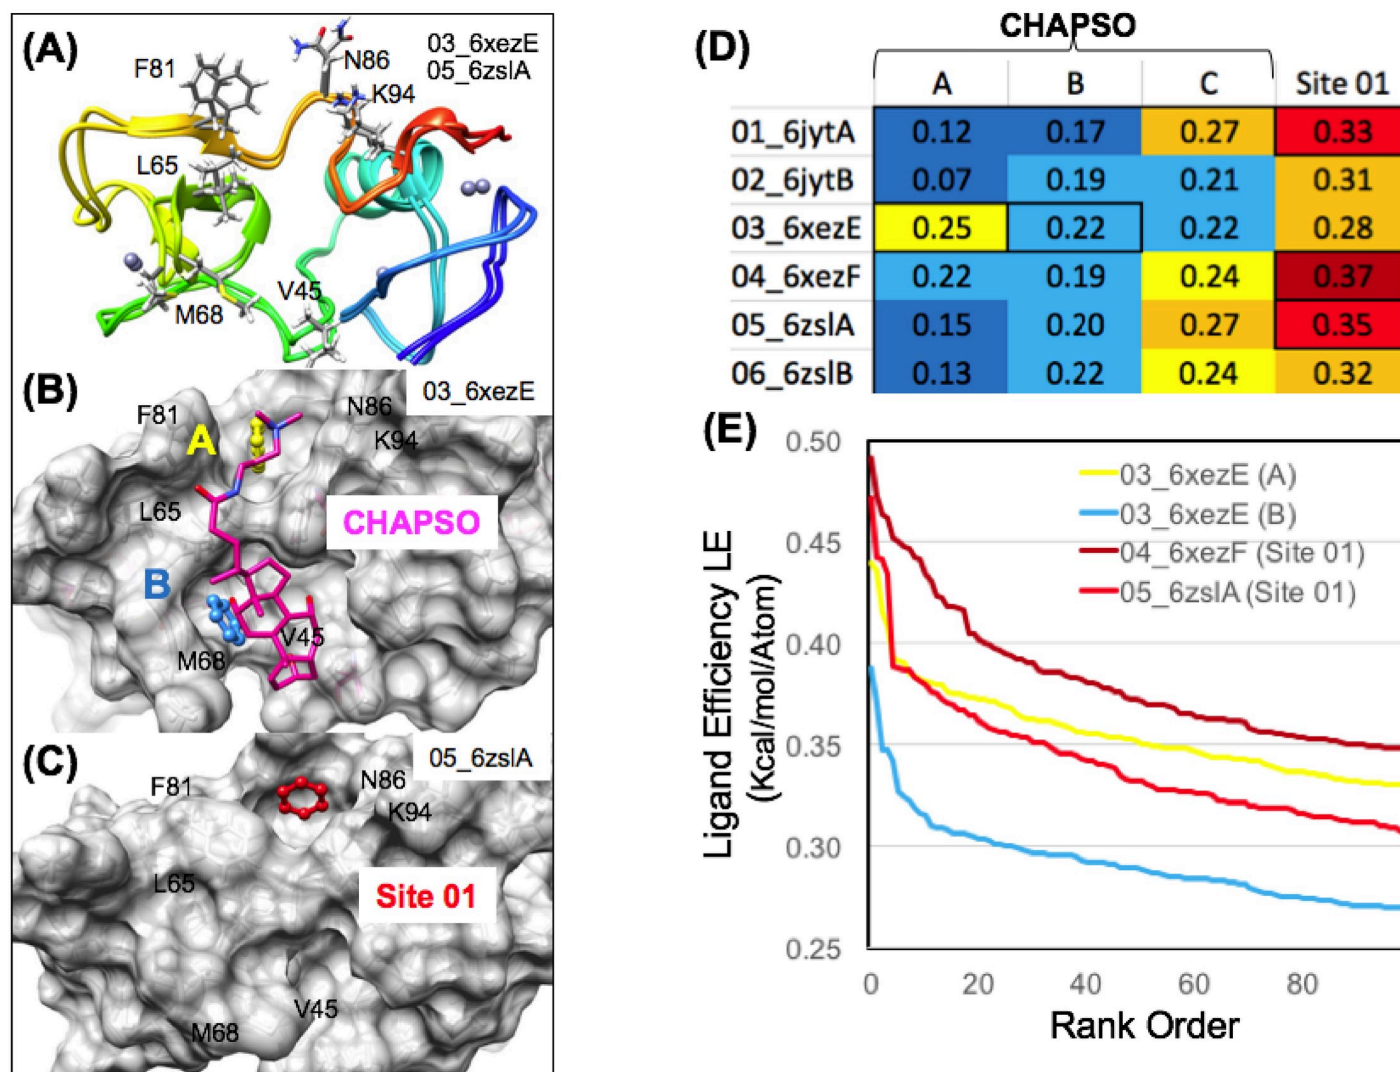 (A)
03_6xezE
05_6zslA
F81
N86
K94
L65
M68
V45
(B)
03_6xezE
F81
A
N86
K94
L65
CHAPSO
B
V45
M68
(C)
05_6zslA
F81
N86
K94
L65
Site 01
V45
M68
(D)
CHAPSO
A B C Site 01
01_6jytA 0.12 0.17 0.27 0.33
02_6jytB 0.07 0.19 0.21 0.31
03_6xezE 0.25 0.22 0.22 0.28
04_6xezF 0.22 0.19 0.24 0.37
05_6zslA 0.15 0.20 0.27 0.35
06_6zslB 0.13 0.22 0.24 0.32
(E)
0.50
0.45
0.40
0.35
0.30
0.25
Ligand Efficiency LE
(Kcal/mol/Atom)
03_6xezE (A)
03_6xezE (B)
04_6xezF (Site 01)
05_6zslA (Site 01)
0 20 40 60 80
Rank Order